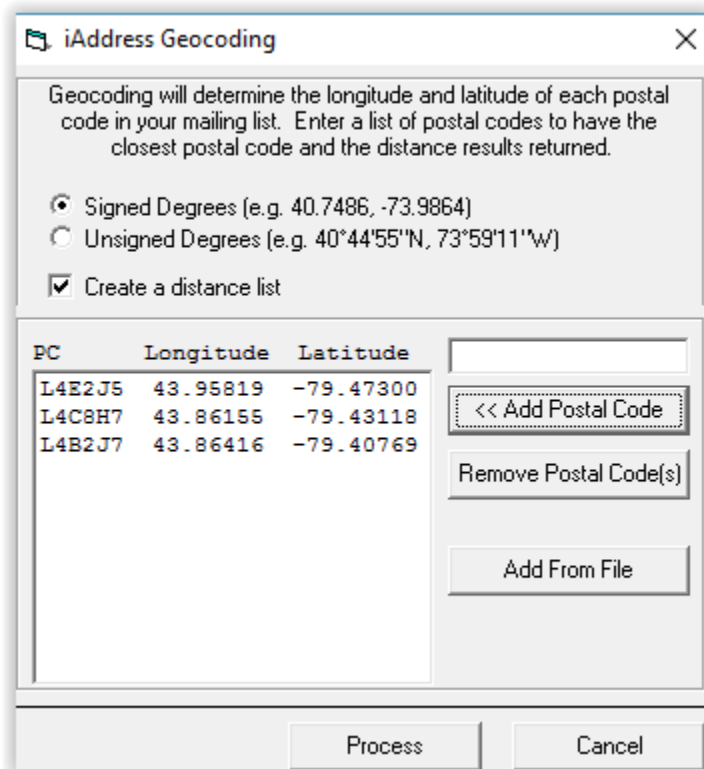 iAddress Geocoding
Geocoding will determine the longitude and latitude of each postal
code in your mailing list. Enter a list of postal codes to have the
closest postal code and the distance results returned.
Signed Degrees (e.g. 40.7486, -73.9864)
Unsigned Degrees (e.g. 40°44'55"N, 73°59'11"W)
Create a distance list
PC Longitude Latitude
L4E2J5 43.95819 -79.47300
L4C8H7 43.86155 -79.43118
L4B2J7 43.86416 -79.40769
<< Add Postal Code
Remove Postal Code(s)
Add From File
Process Cancel